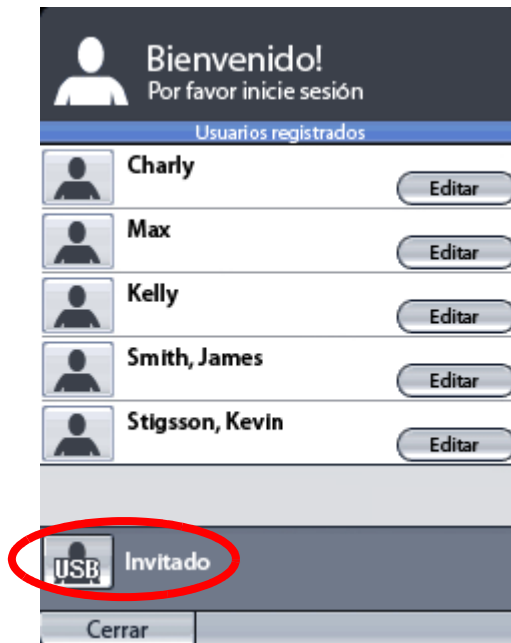 Bienvenido!
Por favor inicie sesión
Usuarios registrados
Charly
Editar
Max
Editar
Kelly
Editar
Smith, James
Editar
Stigsson, Kevin
Editar
USB Invitado
Cerrar